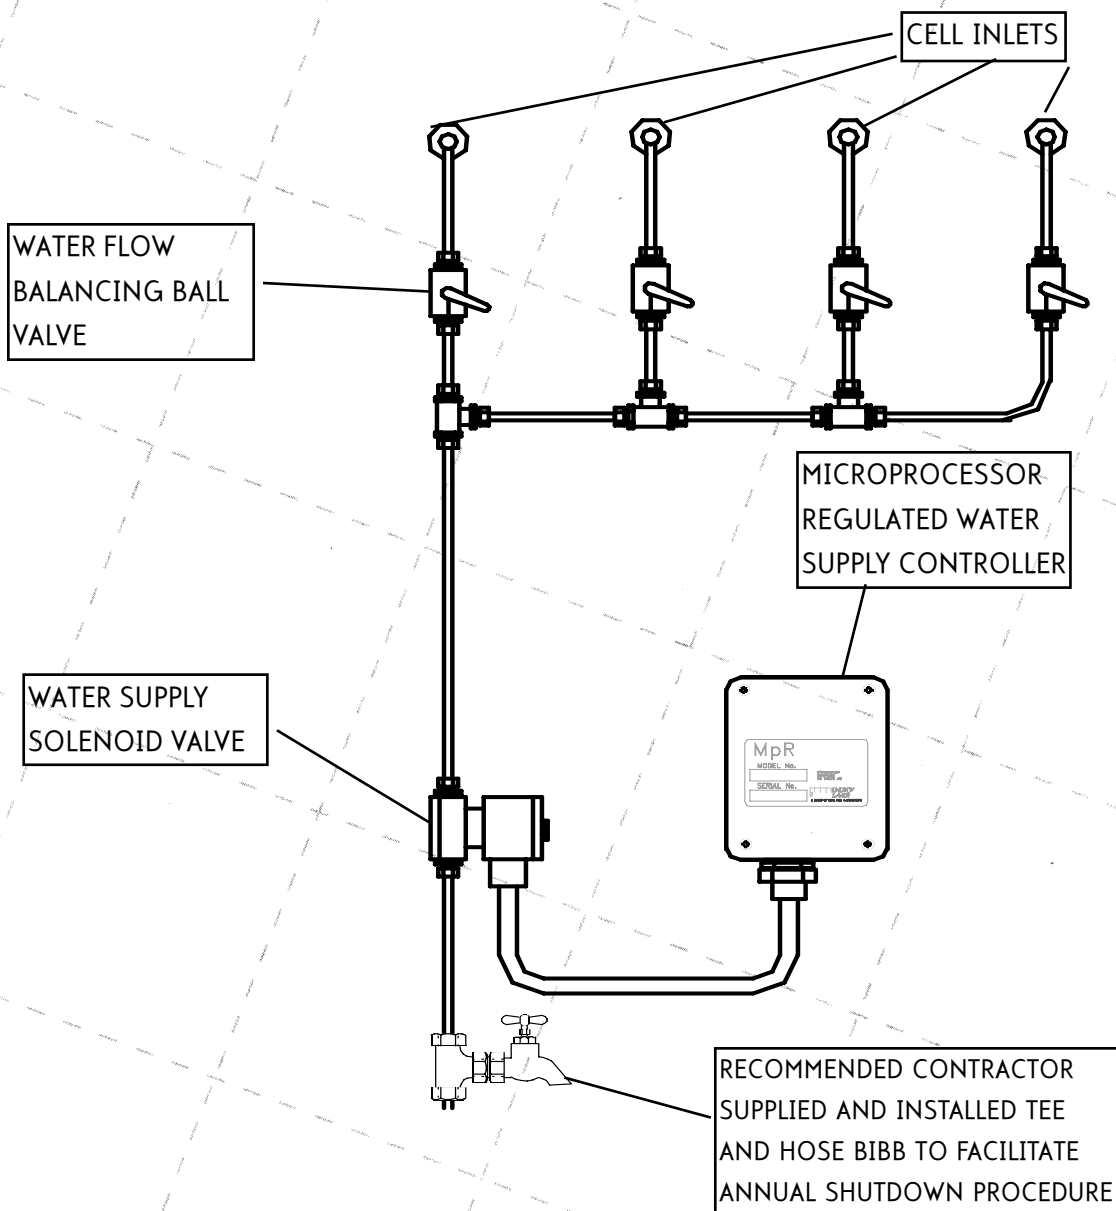 CELL INLETS
WATER FLOW
BALANCING BALL
VALVE
MICROPROCESSOR
REGULATED WATER
SUPPLY CONTROLLER
WATER SUPPLY
SOLENOID VALVE
MpR
MODEL No.
SERIAL No.
RECOMMENDED CONTRACTOR
SUPPLIED AND INSTALLED TEE
AND HOSE BIBB TO FACILITATE
ANNUAL SHUTDOWN PROCEDURE